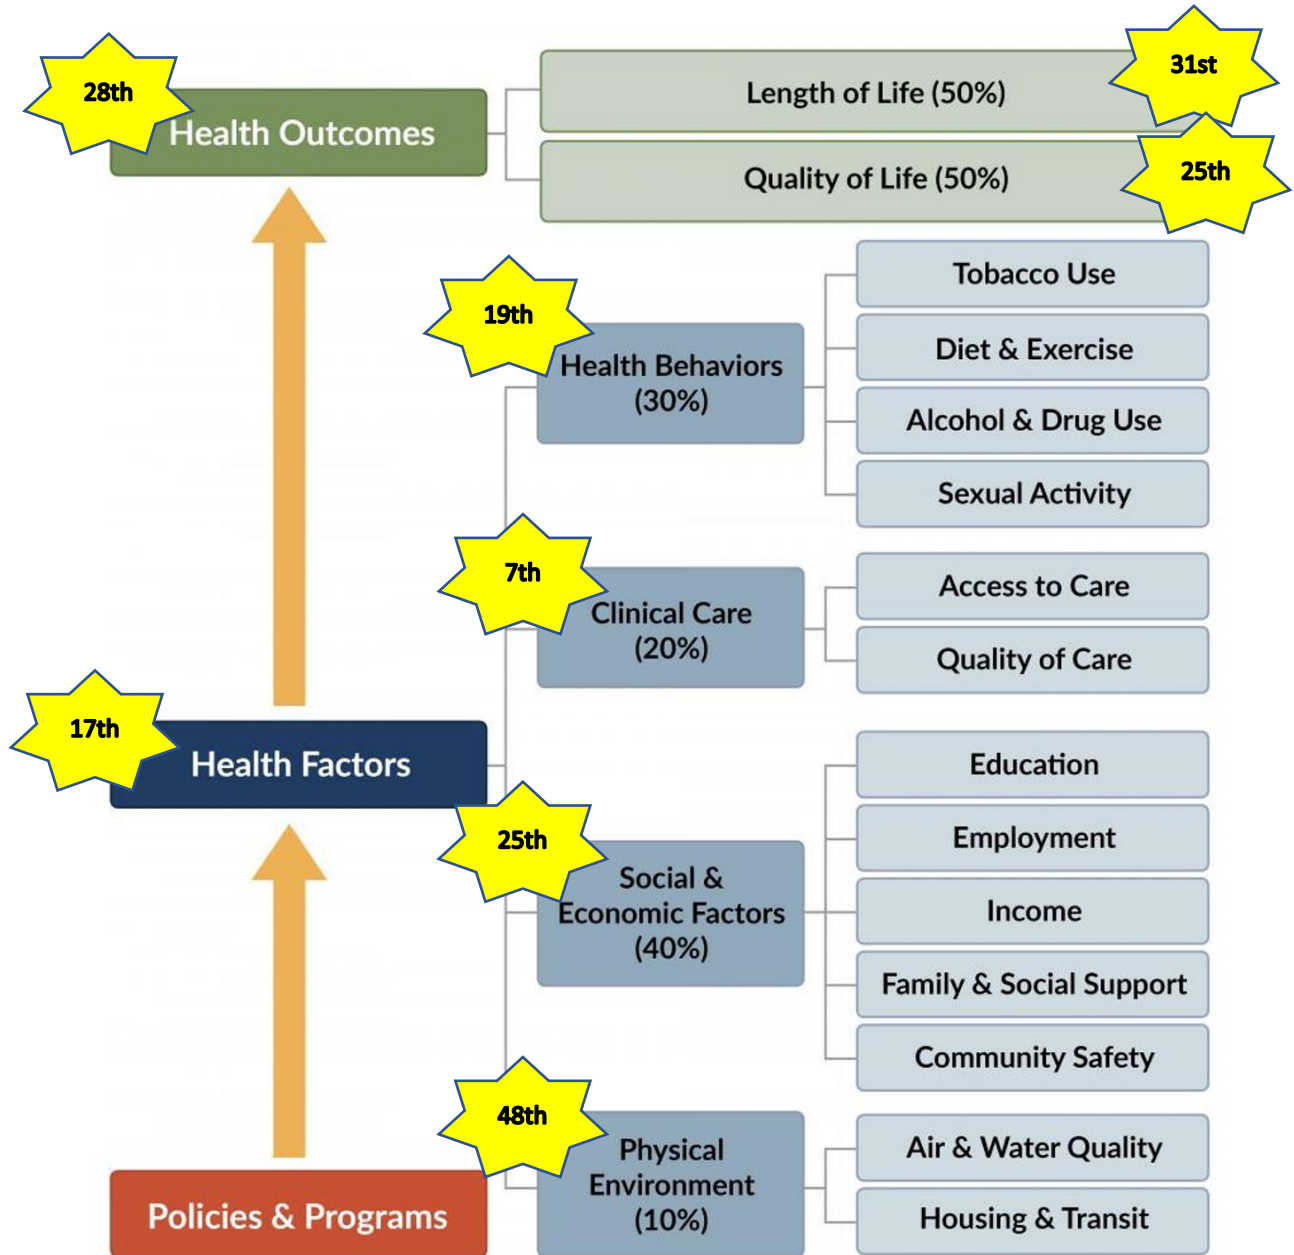 28th
Health Outcomes
31st
Length of Life (50%)
25th
Quality of Life (50%)
19th
Health Behaviors
(30%)
Tobacco Use
Diet & Exercise
Alcohol & Drug Use
Sexual Activity
7th
Clinical Care
(20%)
Access to Care
Quality of Care
17th
Health Factors
25th
Social &
Economic Factors
(40%)
Education
Employment
Income
Family & Social Support
Community Safety
48th
Physical
Environment
(10%)
Air & Water Quality
Housing & Transit
Policies & Programs